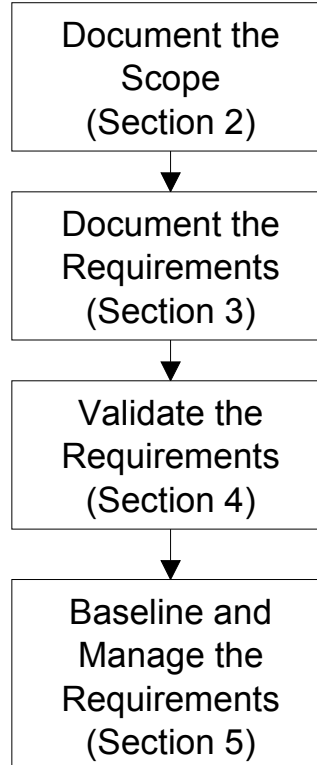 Document the
Scope
(Section 2)
Document the
Requirements
(Section 3)
Validate the
Requirements
(Section 4)
Baseline and
Manage the
Requirements
(Section 5)